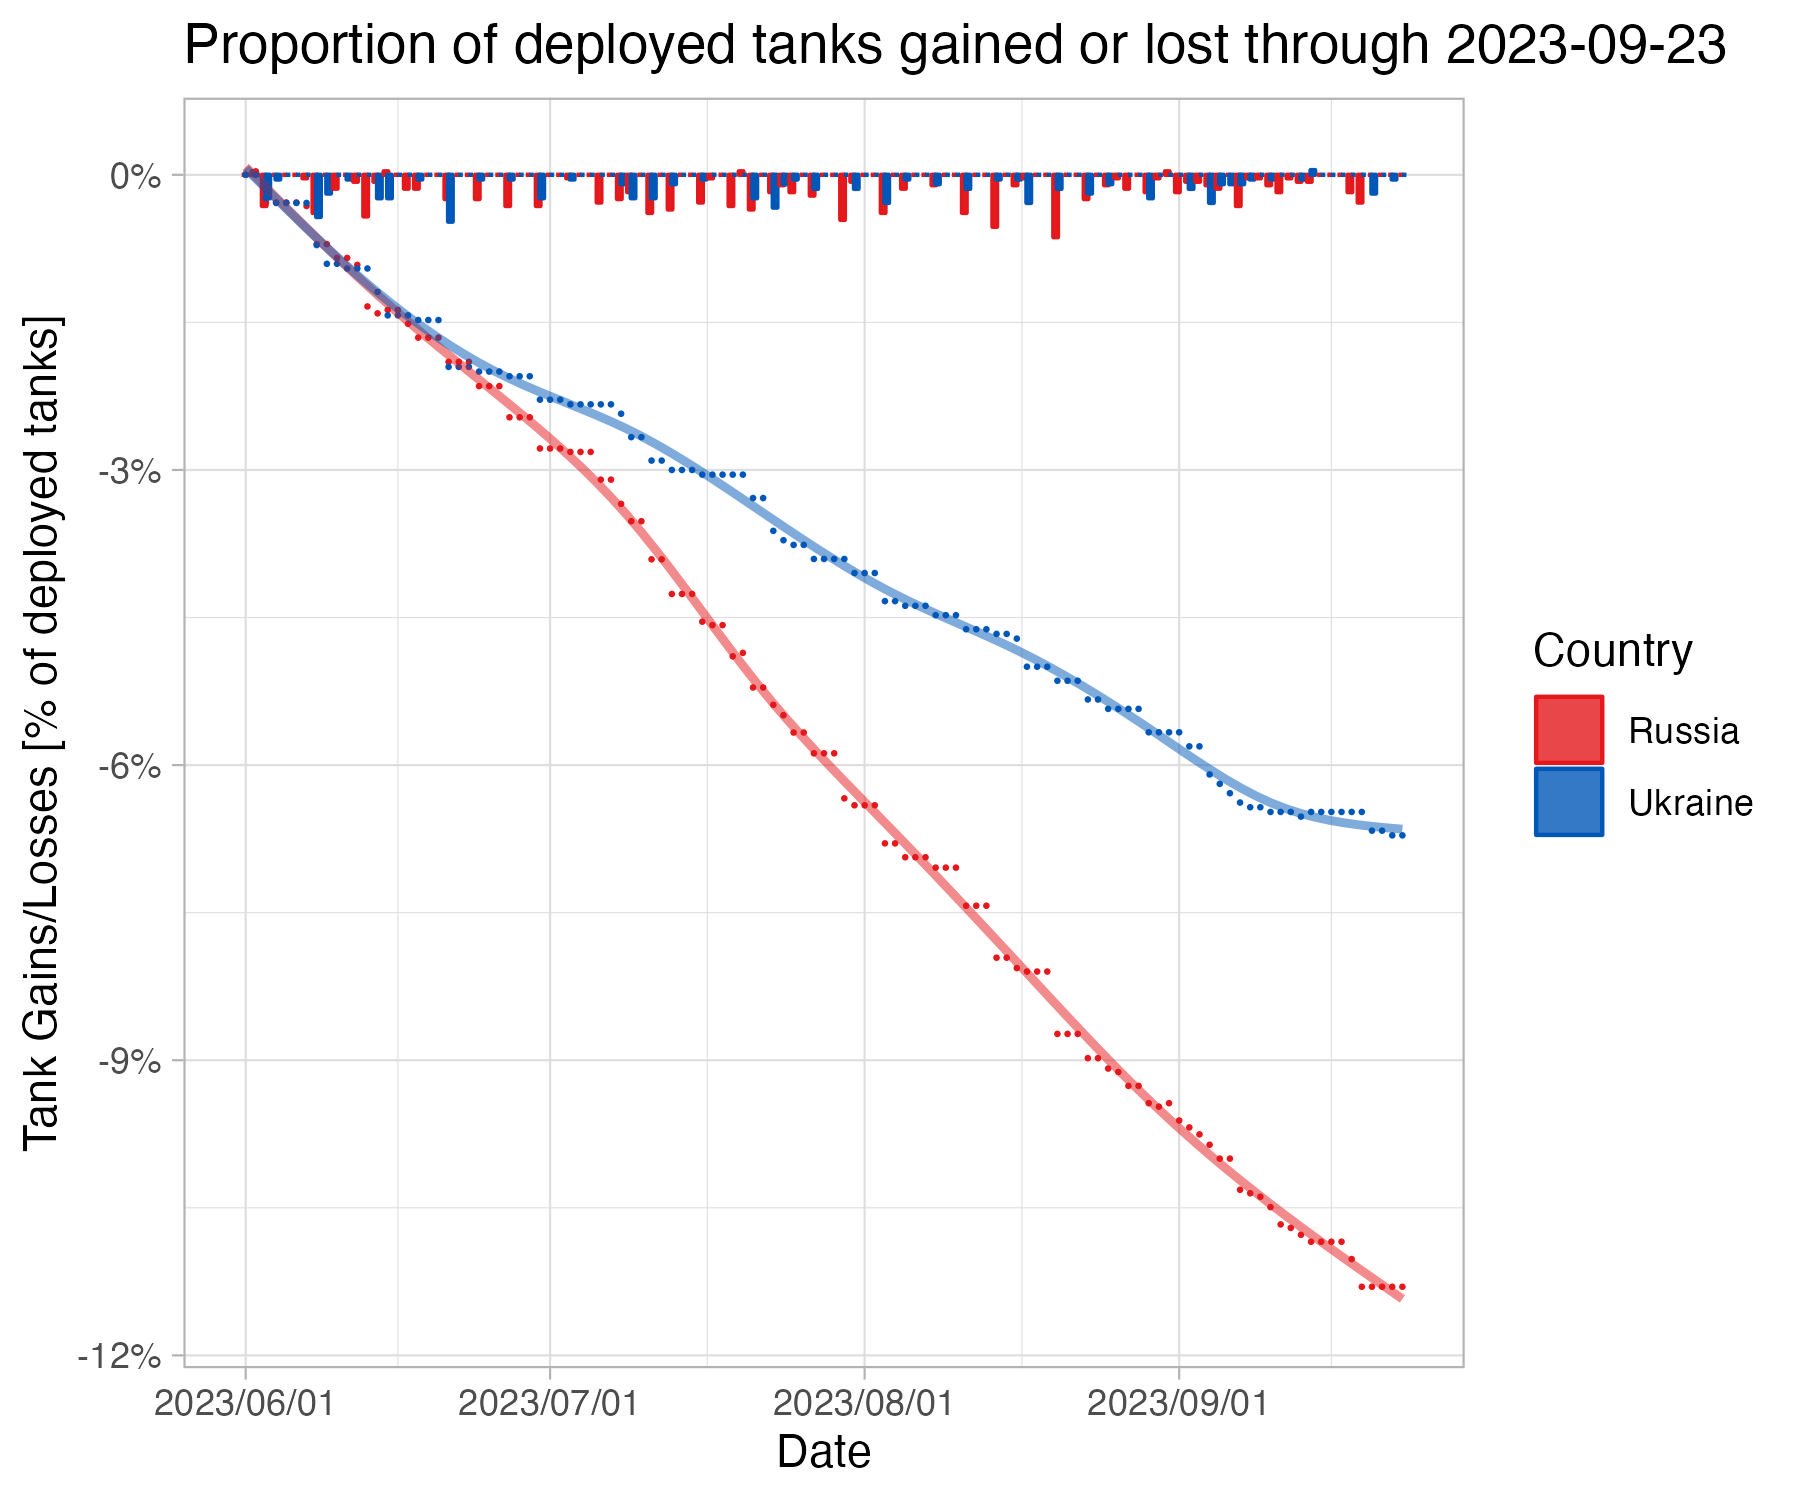 Proportion of deployed tanks gained or lost through 2023-09-23
Tank Gains/Losses [% of deployed tanks]
0%
-3%
-6%
-9%
-12%
2023/06/01
2023/07/01
2023/08/01
2023/09/01
Date
Country
Russia
Ukraine